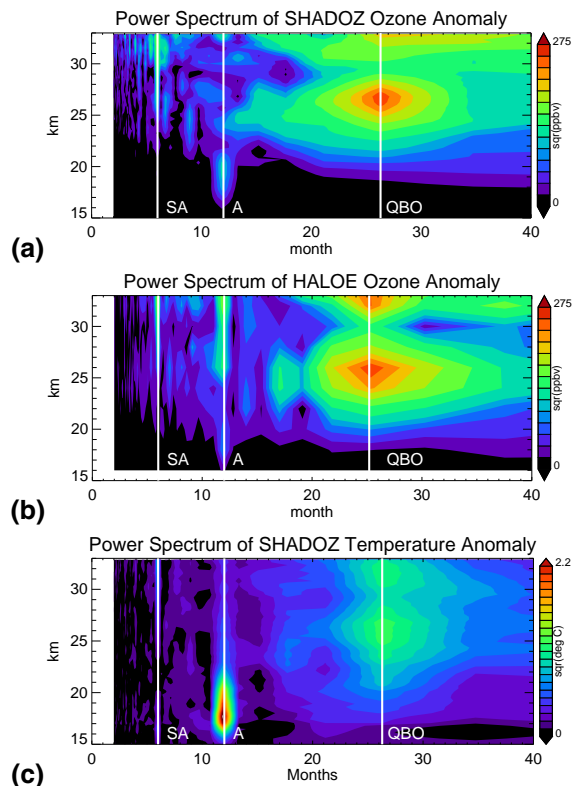 Power Spectrum of SHADOZ Ozone Anomaly
275
30
25
20
15
km
sqr(ppbv)
0
SA
A
QBO
0
10
20
30
40
month
(a)
Power Spectrum of HALOE Ozone Anomaly
275
30
25
20
15
km
sqr(ppbv)
0
SA
A
QBO
0
10
20
30
40
month
(b)
Power Spectrum of SHADOZ Temperature Anomaly
2.2
30
25
20
15
km
sqr(deg C)
0
SA
A
QBO
0
10
20
30
40
Months
(c)